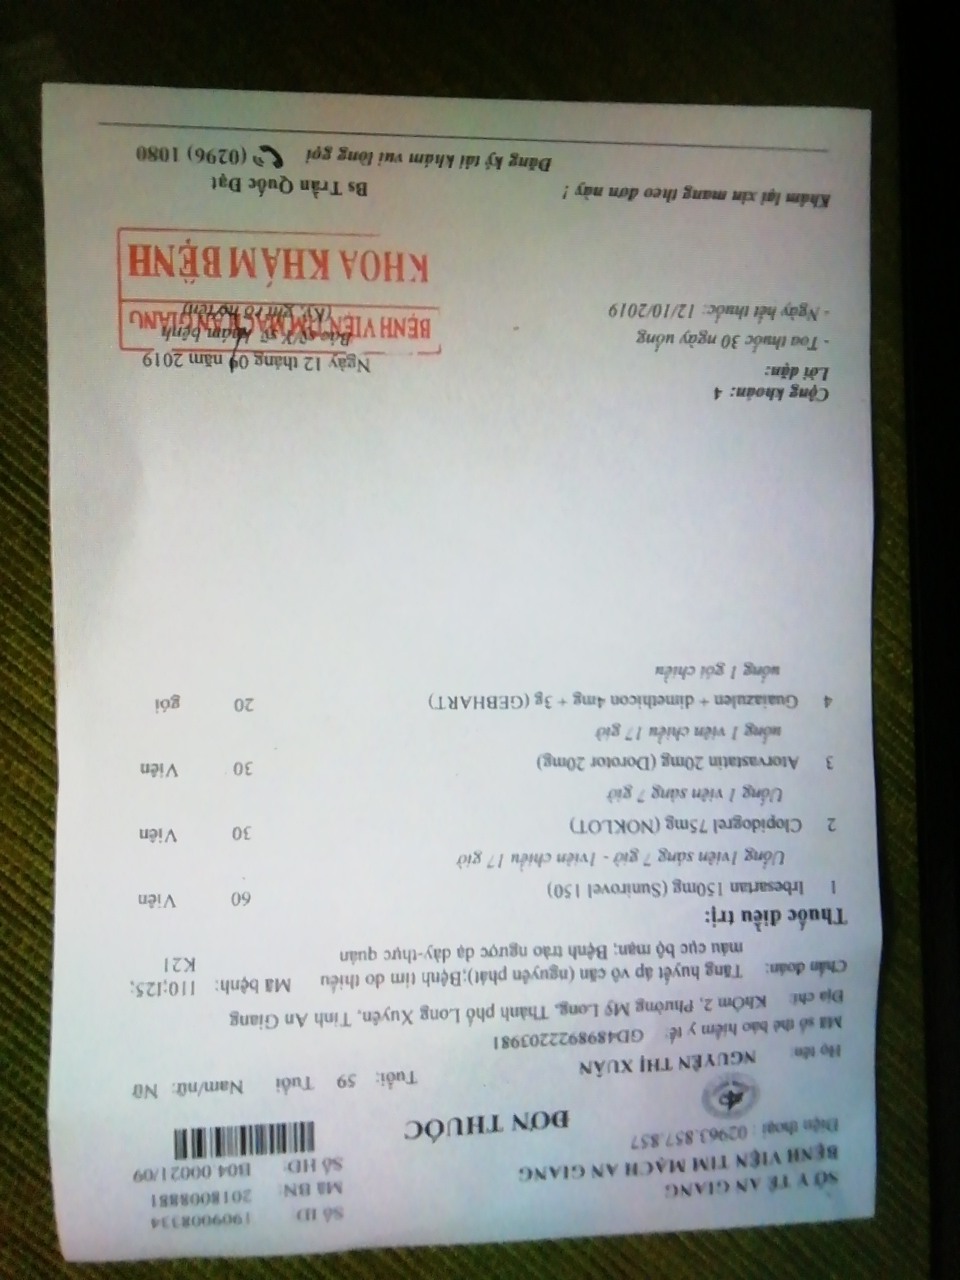 SỞ Y TẾ AN GIANG
BỆNH VIỆN TIM MẠCH AN GIANG
Điện thoại : 02963.857.857
Số ID 1909008334
Mã BN: 2018008881
Số HD: B04 00021/09
ĐƠN THUỐC
Họ tên: NGUYỄN THỊ XUÂN Tuổi: 59 Tuổi Nam/nữ: Nữ
Mã số thẻ bảo hiểm y tế: GD4898922203981
Địa chỉ: KhÓm 2, Phường Mỹ Long, Thành phố Long Xuyên, Tỉnh An Giang
Chẩn đoán: Tăng huyết áp vô căn (nguyên phát);Bệnh tim do thiếu Mã bệnh: I10;I25;
máu cục bộ mạn; Bệnh trào ngược dạ dày-thực quản K21
Thuốc điều trị:
1 Irbesartan 150mg (Sunirovel 150) 60 Viên
Uống 1viên sáng 7 giờ - 1viên chiều 17 giờ
2 Clopidogrel 75mg (NOKLOT) 30 Viên
Uống 1 viên sáng 7 giờ
3 Atorvastatin 20mg (Dorotor 20mg) 30 Viên
uống 1 viên chiều 17 giờ
4 Guaiazulen + dimethicon 4mg + 3g (GEBHART) 20 gói
uống 1 gói chiều
Cộng khoản: 4
Lời dặn:
- Toa thuốc 30 ngày uống
- Ngày hết thuốc: 12/10/2019
Ngày 12 tháng 09 năm 2019
Bác sỹ/Y sỹ khám bệnh
(Ký, ghi rõ họ tên)
BỆNH VIỆN TIM MẠCH AN GIANG
KHOA KHÁM BỆNH
Bs Trần Quốc Đạt
Khám lại xin mang theo đơn này !
Đăng ký tái khám vui lòng gọi (0296) 1080